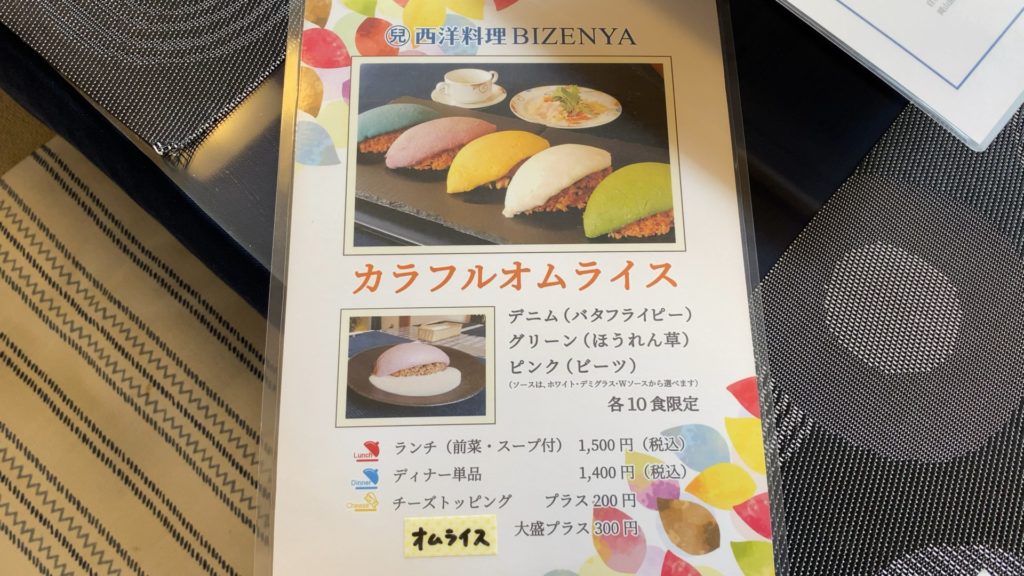 兒 西洋料理 BIZENYA
カラフルオムライス
デニム（バタフライピー）
グリーン（ほうれん草）
ピンク（ビーツ）
（ソースは、ホワイト・デミグラス・Wソースから選べます）
各10食限定
Lunch ランチ（前菜・スープ付） 1,500円（税込）
Dinner ディナー単品 1,400円（税込）
Cheese チーズトッピング プラス200円
オムライス 大盛プラス300円